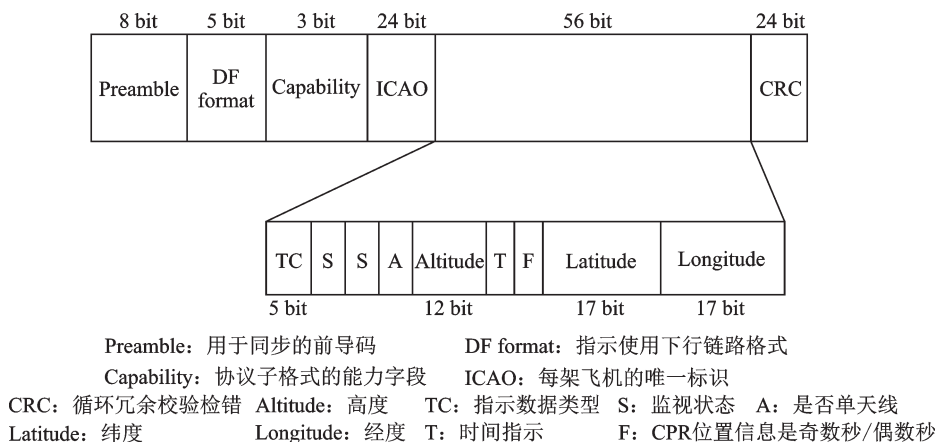 8 bit 5 bit 3 bit 24 bit 56 bit 24 bit
Preamble DF format Capability ICAO CRC
TC S S A Altitude T F Latitude Longitude
5 bit 12 bit 17 bit 17 bit
Preamble：用于同步的前导码 DF format：指示使用下行链路格式
Capability：协议子格式的能力字段 ICAO：每架飞机的唯一标识
CRC：循环冗余校验检错 Altitude：高度 TC：指示数据类型 S：监视状态 A：是否单天线
Latitude：纬度 Longitude：经度 T：时间指示 F：CPR位置信息是奇数秒/偶数秒